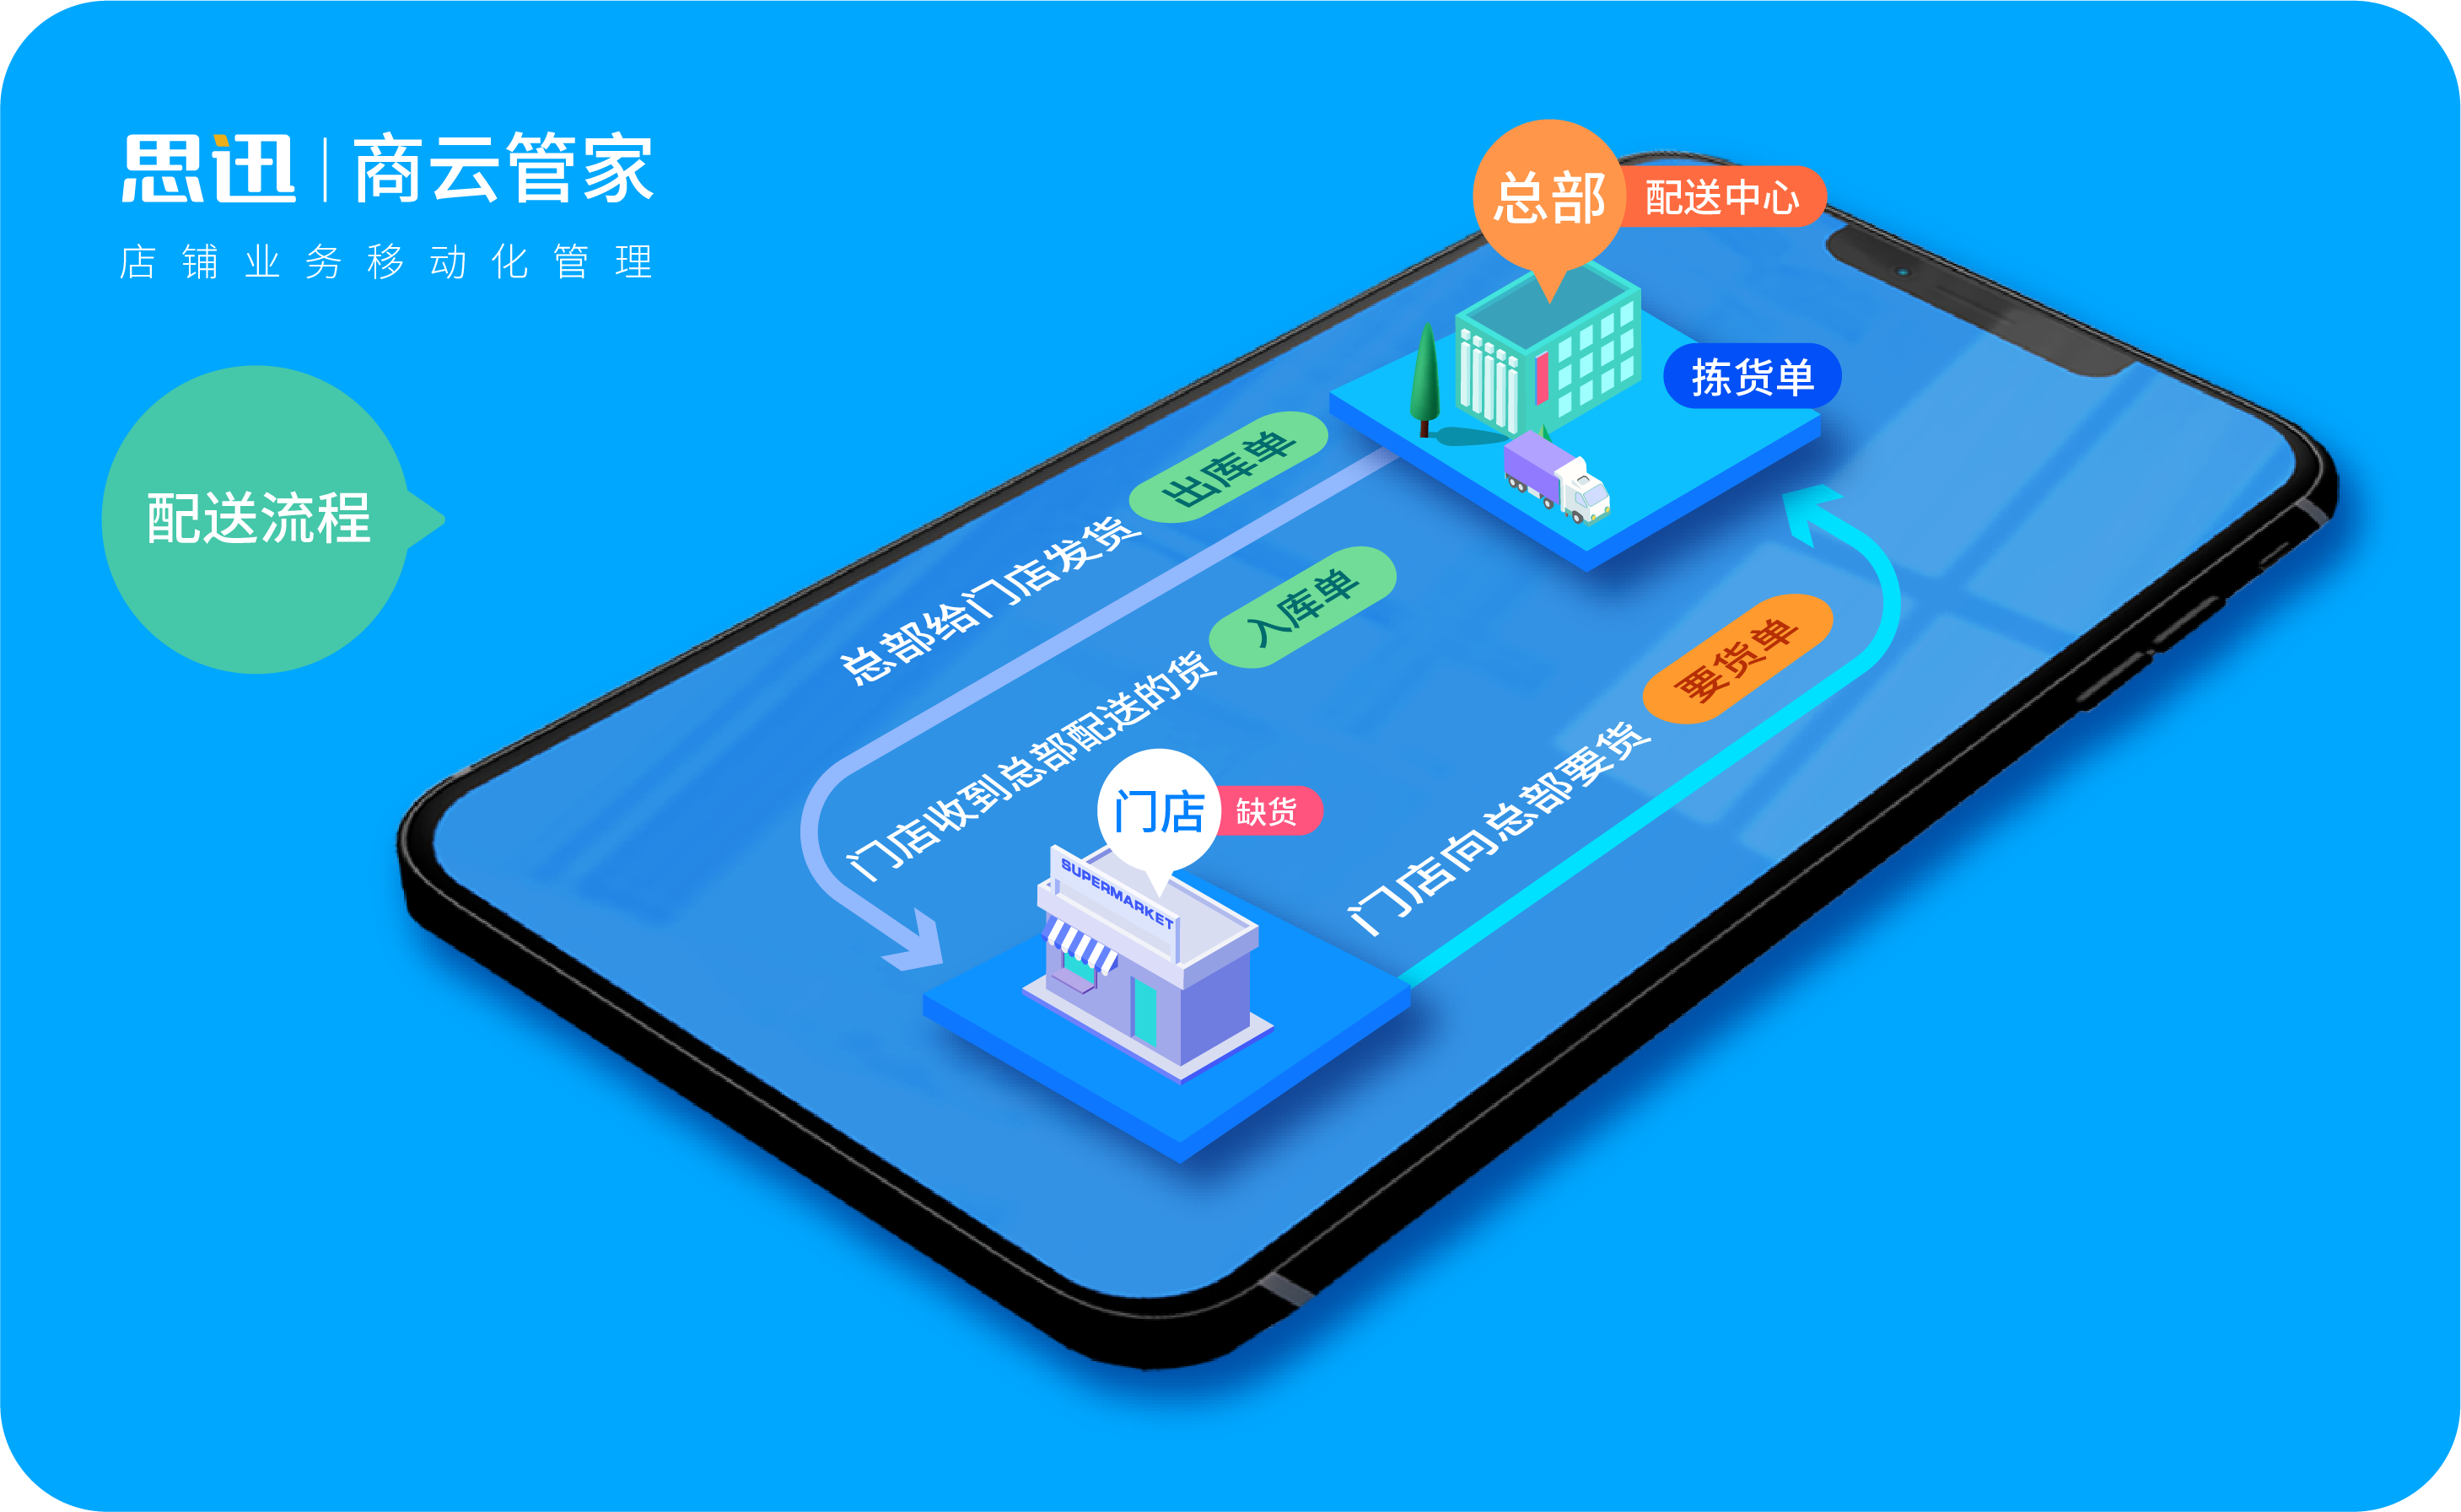 思迅 | 商云管家
店铺业务移动化管理
配送流程
总部
配送中心
拣货单
出库单
总部给门店发货
入库单
门店收到总部配送的货
要货单
门店向总部要货
门店
缺货
SUPERMARKET